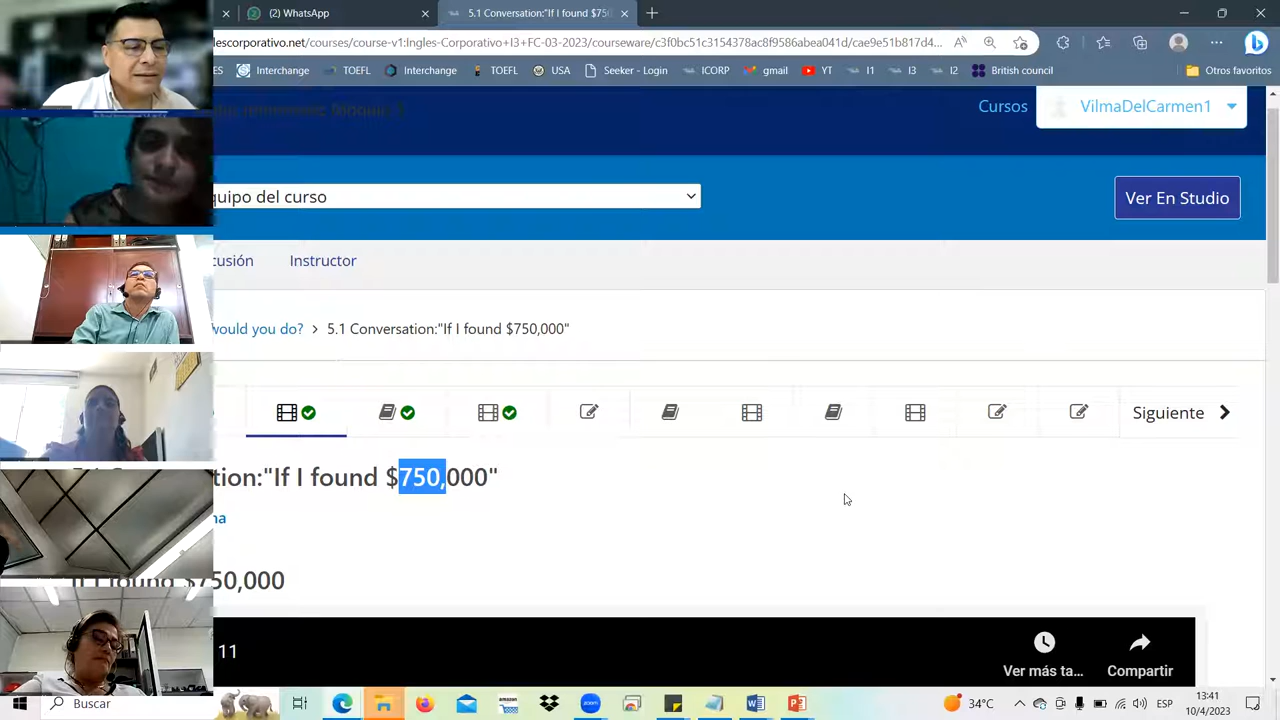 (2) WhatsApp
5.1 Conversation:"If I found $750
lescorporativo.net/courses/course-v1:Ingles-Corporativo+I3+FC-03-2023/courseware/c3f0bc51c3154378ac8f9586abea041d/cae9e51b817d4...
ES Interchange TOEFL Interchange TOEFL USA Seeker - Login ICORP gmail YT I1 I3 I2 British council Otros favoritos
Cursos VilmaDelCarmen1
quipo del curso
Ver En Studio
cusión Instructor
would you do? > 5.1 Conversation:"If I found $750,000"
Siguiente
tion:"If I found $750,000"
na
If I found $750,000
11
Ver más ta... Compartir
Buscar
34°C
ESP
13:41
10/4/2023